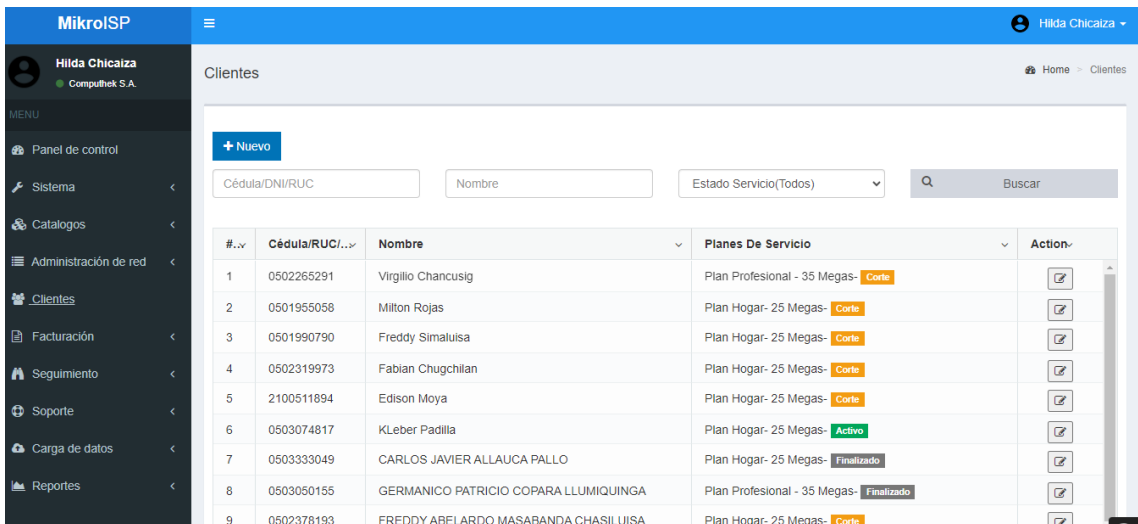 MikroISP
Hilda Chicaiza
Hilda Chicaiza
Computhek S.A.
Clientes
Home > Clientes
MENU
Panel de control
Sistema
Catalogos
Administración de red
Clientes
Facturación
Seguimiento
Soporte
Carga de datos
Reportes
+ Nuevo
Cédula/DNI/RUC Nombre Estado Servicio(Todos) Buscar
#.. Cédula/RUC/... Nombre Planes De Servicio Action
1 0502265291 Virgilio Chancusig Plan Profesional - 35 Megas- Corte
2 0501955058 Milton Rojas Plan Hogar- 25 Megas- Corte
3 0501990790 Freddy Simaluisa Plan Hogar- 25 Megas- Corte
4 0502319973 Fabian Chugchilan Plan Hogar- 25 Megas- Corte
5 2100511894 Edison Moya Plan Hogar- 25 Megas- Corte
6 0503074817 KLeber Padilla Plan Hogar- 25 Megas- Activo
7 0503333049 CARLOS JAVIER ALLAUCA PALLO Plan Hogar- 25 Megas- Finalizado
8 0503050155 GERMANICO PATRICIO COPARA LLUMIQUINGA Plan Profesional - 35 Megas- Finalizado
9 0502378193 FREDDY ABELARDO MASABANDA CHASILUISA Plan Hogar- 25 Megas- Corte